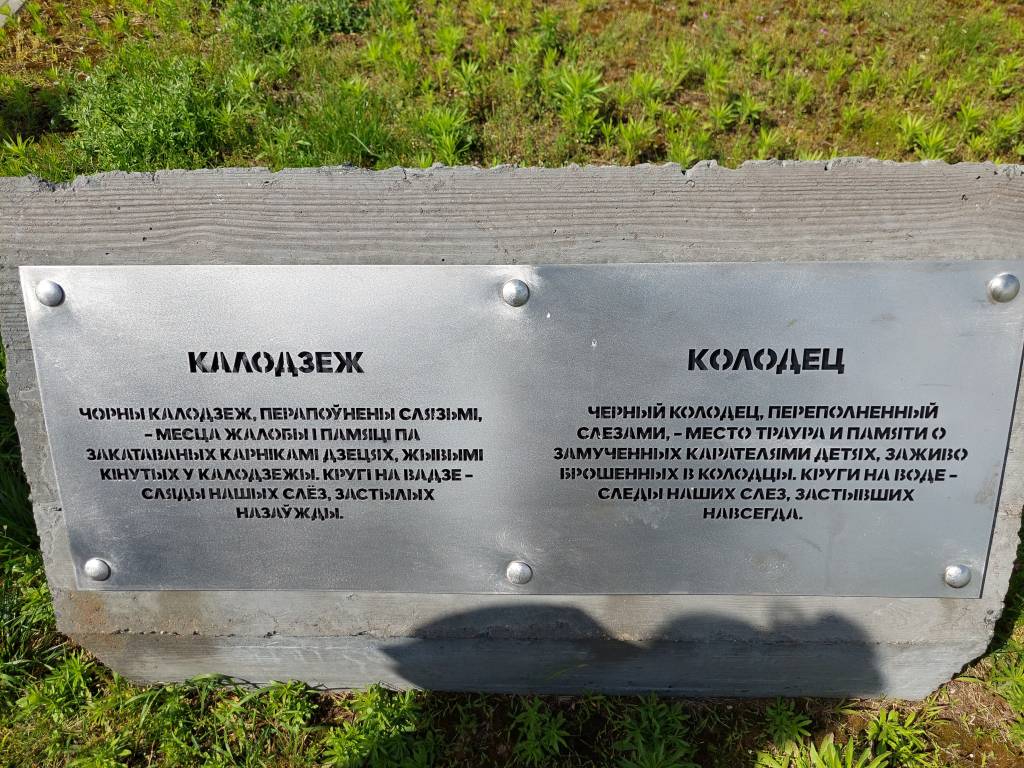 КАЛОДЗЕЖ
ЧОРНЫ КАЛОДЗЕЖ, ПЕРАПОЎНЕНЫ СЛЯЗЬМІ,
– МЕСЦА ЖАЛОБЫ І ПАМЯЦІ ПА
ЗАКАТАВАНЫХ КАРНІКАМІ ДЗЕЦЯХ, ЖЫВЫМІ
КІНУТЫХ У КАЛОДЗЕЖЫ. КРУГІ НА ВАДЗЕ –
СЛЯДЫ НАШЫХ СЛЁЗ, ЗАСТЫЛЫХ
НАЗАЎЖДЫ.
КОЛОДЕЦ
ЧЕРНЫЙ КОЛОДЕЦ, ПЕРЕПОЛНЕННЫЙ
СЛЕЗАМИ, – МЕСТО ТРАУРА И ПАМЯТИ О
ЗАМУЧЕННЫХ КАРАТЕЛЯМИ ДЕТЯХ, ЗАЖИВО
БРОШЕННЫХ В КОЛОДЦЫ. КРУГИ НА ВОДЕ –
СЛЕДЫ НАШИХ СЛЕЗ, ЗАСТЫВШИХ
НАВСЕГДА.